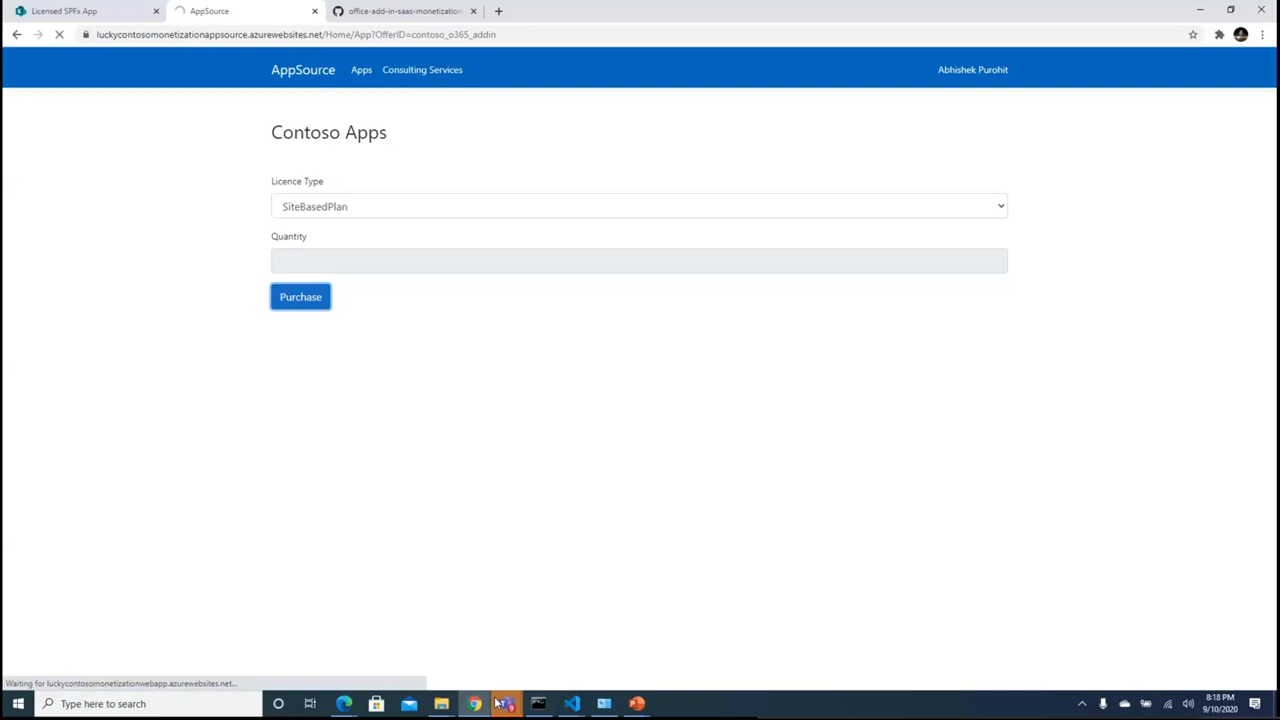 Licensed SPFx App
AppSource
office-add-in-saas-monetization-
luckycontosomonetizationappsource.azurewebsites.net/Home/App?OfferID=contoso_o365_addin
AppSource
Apps
Consulting Services
Abhishek Purohit
Contoso Apps
Licence Type
SiteBasedPlan
Quantity
Purchase
Waiting for luckycontosomonetizationwebapp.azurewebsites.net...
Type here to search
8:18 PM
9/10/2020